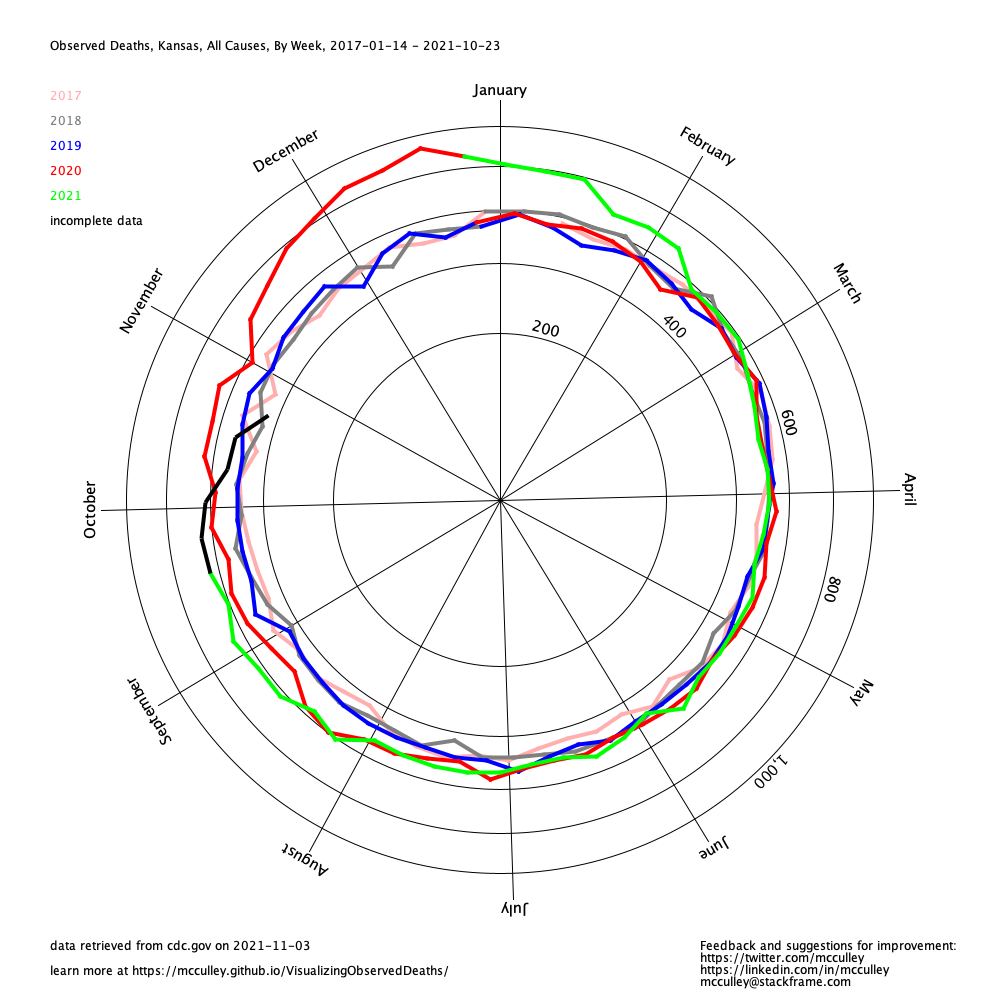 Observed Deaths, Kansas, All Causes, By Week, 2017-01-14 - 2021-10-23
January
2017
2018
2019
2020
2021
incomplete data
December
February
November
March
200
400
600
October
April
800
September
May
1,000
August
June
July
data retrieved from cdc.gov on 2021-11-03
learn more at https://mcculley.github.io/VisualizingObservedDeaths/
Feedback and suggestions for improvement:
https://twitter.com/mcculley
https://linkedin.com/in/mcculley
mcculley@stackframe.com